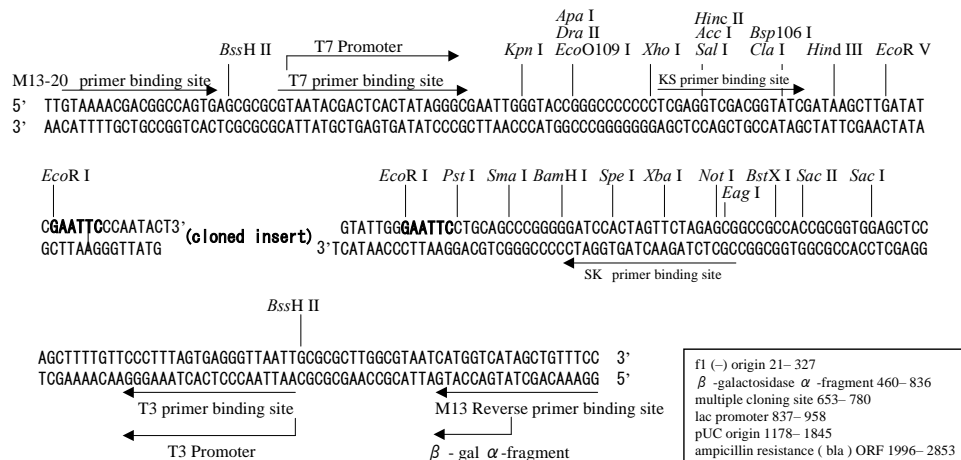 Apa I Hinc II
Dra II Acc I Bsp106 I
BssH II T7 Promoter Kpn I EcoO109 I Xho I Sal I Cla I Hind III EcoR V
M13-20 primer binding site T7 primer binding site KS primer binding site
5' TTGTAAAACGACGGCCAGTGAGCGCGCGTAATACGACTCACTATAGGGCGAATTGGGTACCGGGCCCCCCCTCGAGGTCGACGGTATCGATAAGCTTGATAT
3' AACATTTTGCTGCCGGTCACTCGCGCGCATTATGCTGAGTGATATCCCGCTTAACCCATGGCCCGGGGGGGAGCTCCAGCTGCCATAGCTATTCGAACTATA
EcoR I EcoR I Pst I Sma I BamH I Spe I Xba I Not I BstX I Sac II Sac I
Eag I
CGAATTCCCAATACT3' (cloned insert) GTATTGGGAATTCCTGCAGCCCGGGGGATCCACTAGTTCTAGAGCGGCCGCCACCGCGGTGGAGCTCC
GCTTAAGGGTTATG 3'TCATAACCCTTAAGGACGTCGGGCCCCCTAGGTGATCAAGATCTCGCCGGCGGTGGCGCCACCTCGAGG
SK primer binding site
BssH II
AGCTTTTGTTCCCTTTAGTGAGGGTTAATTGCGCGCTTGGCGTAATCATGGTCATAGCTGTTTCC 3'
TCGAAAACAAGGGAAATCACTCCCAATTAACGCGCGAACCGCATTAGTACCAGTATCGACAAAGG 5'
T3 primer binding site M13 Reverse primer binding site
T3 Promoter β - gal α-fragment
f1 (–) origin 21– 327
β -galactosidase α -fragment 460– 836
multiple cloning site 653– 780
lac promoter 837– 958
pUC origin 1178– 1845
ampicillin resistance ( bla ) ORF 1996– 2853